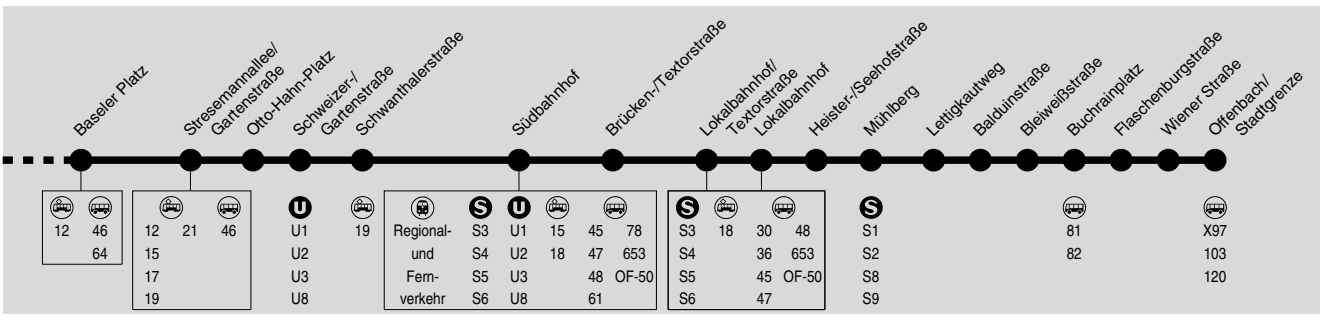 Baseler Platz
Stresemannallee/
Gartenstraße
Otto-Hahn-Platz
Schweizer-/
Gartenstraße
Schwanthalerstraße
Südbahnhof
Brücken-/Textorstraße
Lokalbahnhof/
Textorstraße
Lokalbahnhof
Heister-/Seehofstraße
Mühlberg
Lettigkautweg
Balduinstraße
Bleiweißstraße
Buchrainplatz
Flaschenburgstraße
Wiener Straße
Offenbach/
Stadtgrenze
U S U S S
12 46 12 21 46 U1 19 Regional- S3 U1 15 45 78 S3 18 30 48 S1 81 X97
64 15 U2 und S4 U2 18 47 653 S4 36 653 S2 82 103
17 U3 Fern- S5 U3 48 OF-50 S5 45 OF-50 S8 120
19 U8 verkehr S6 U8 61 S6 47 S9